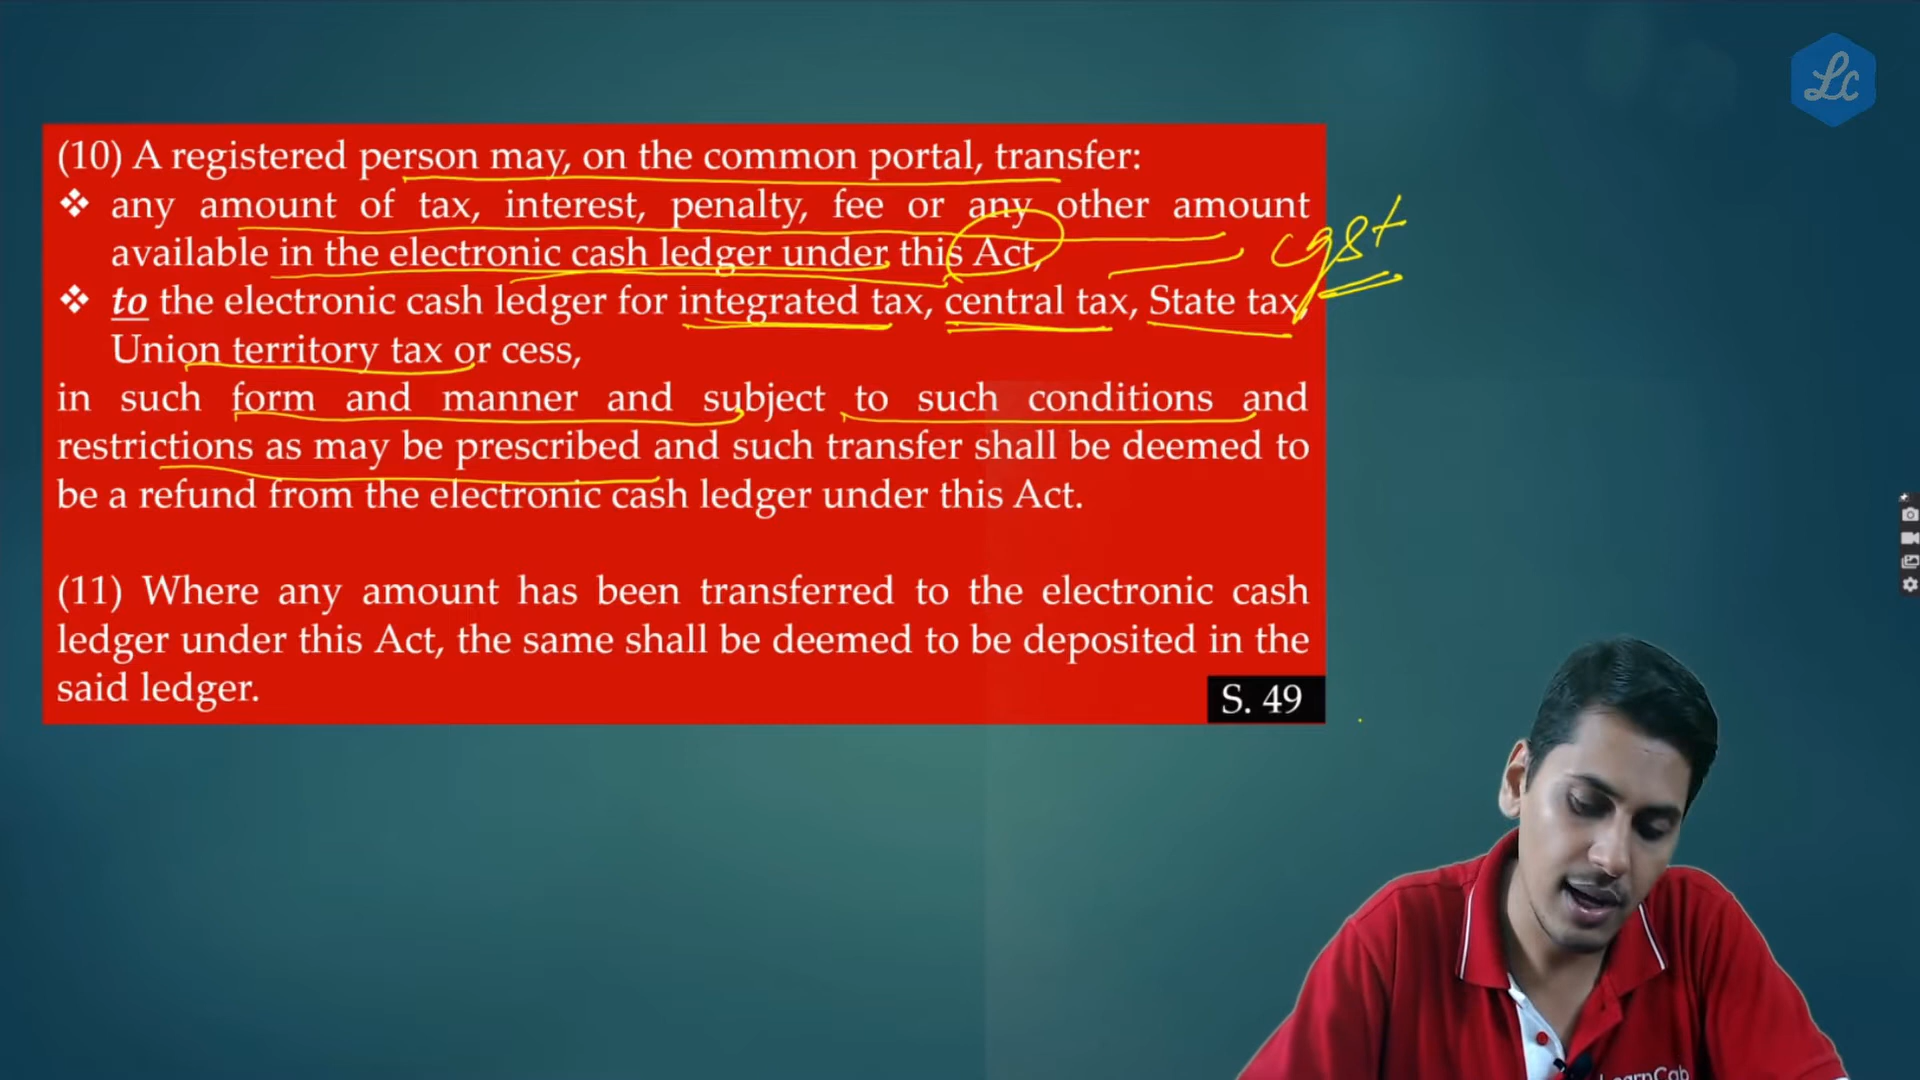 Lc
(10) A registered person may, on the common portal, transfer:
❖ any amount of tax, interest, penalty, fee or any other amount
available in the electronic cash ledger under this Act,
cgst
❖ to the electronic cash ledger for integrated tax, central tax, State tax,
Union territory tax or cess,
in such form and manner and subject to such conditions and
restrictions as may be prescribed and such transfer shall be deemed to
be a refund from the electronic cash ledger under this Act.
(11) Where any amount has been transferred to the electronic cash
ledger under this Act, the same shall be deemed to be deposited in the
said ledger.
S. 49
LearnCab